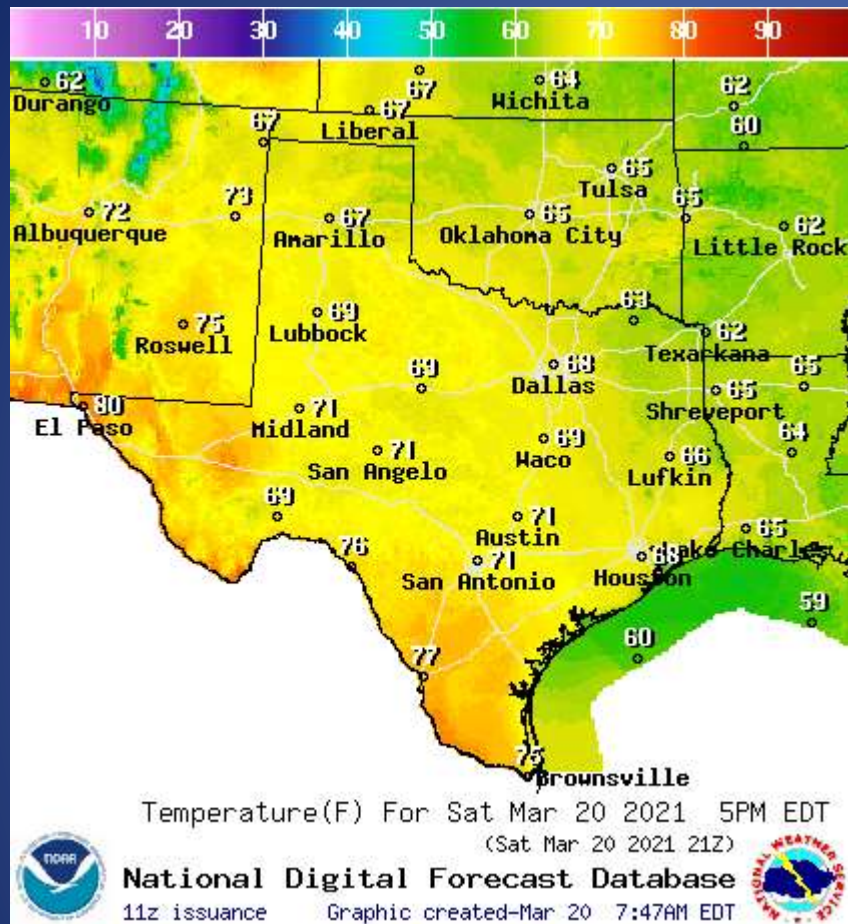 10 20 30 40 50 60 70 80 90
62 Durango
67
64 Wichita
62
67 Liberal
67
60
65 Tulsa
72 Albuquerque
73
67 Amarillo
65 Oklahoma City
65
62 Little Rock
75 Roswell
69 Lubbock
63
62 Texarkana
68 Dallas
69
65 Shreveport
65
80 El Paso
71 Midland
71 San Angelo
69 Waco
66 Lufkin
64
69
71 Austin
65 Lake Charles
76
71 San Antonio
68 Houston
59
60
77
75 Brownsville
Temperature(F) For Sat Mar 20 2021 5PM EDT
(Sat Mar 20 2021 21Z)
NOAA
National Digital Forecast Database
NATIONAL WEATHER SERVICE
11z issuance Graphic created-Mar 20 7:47AM EDT